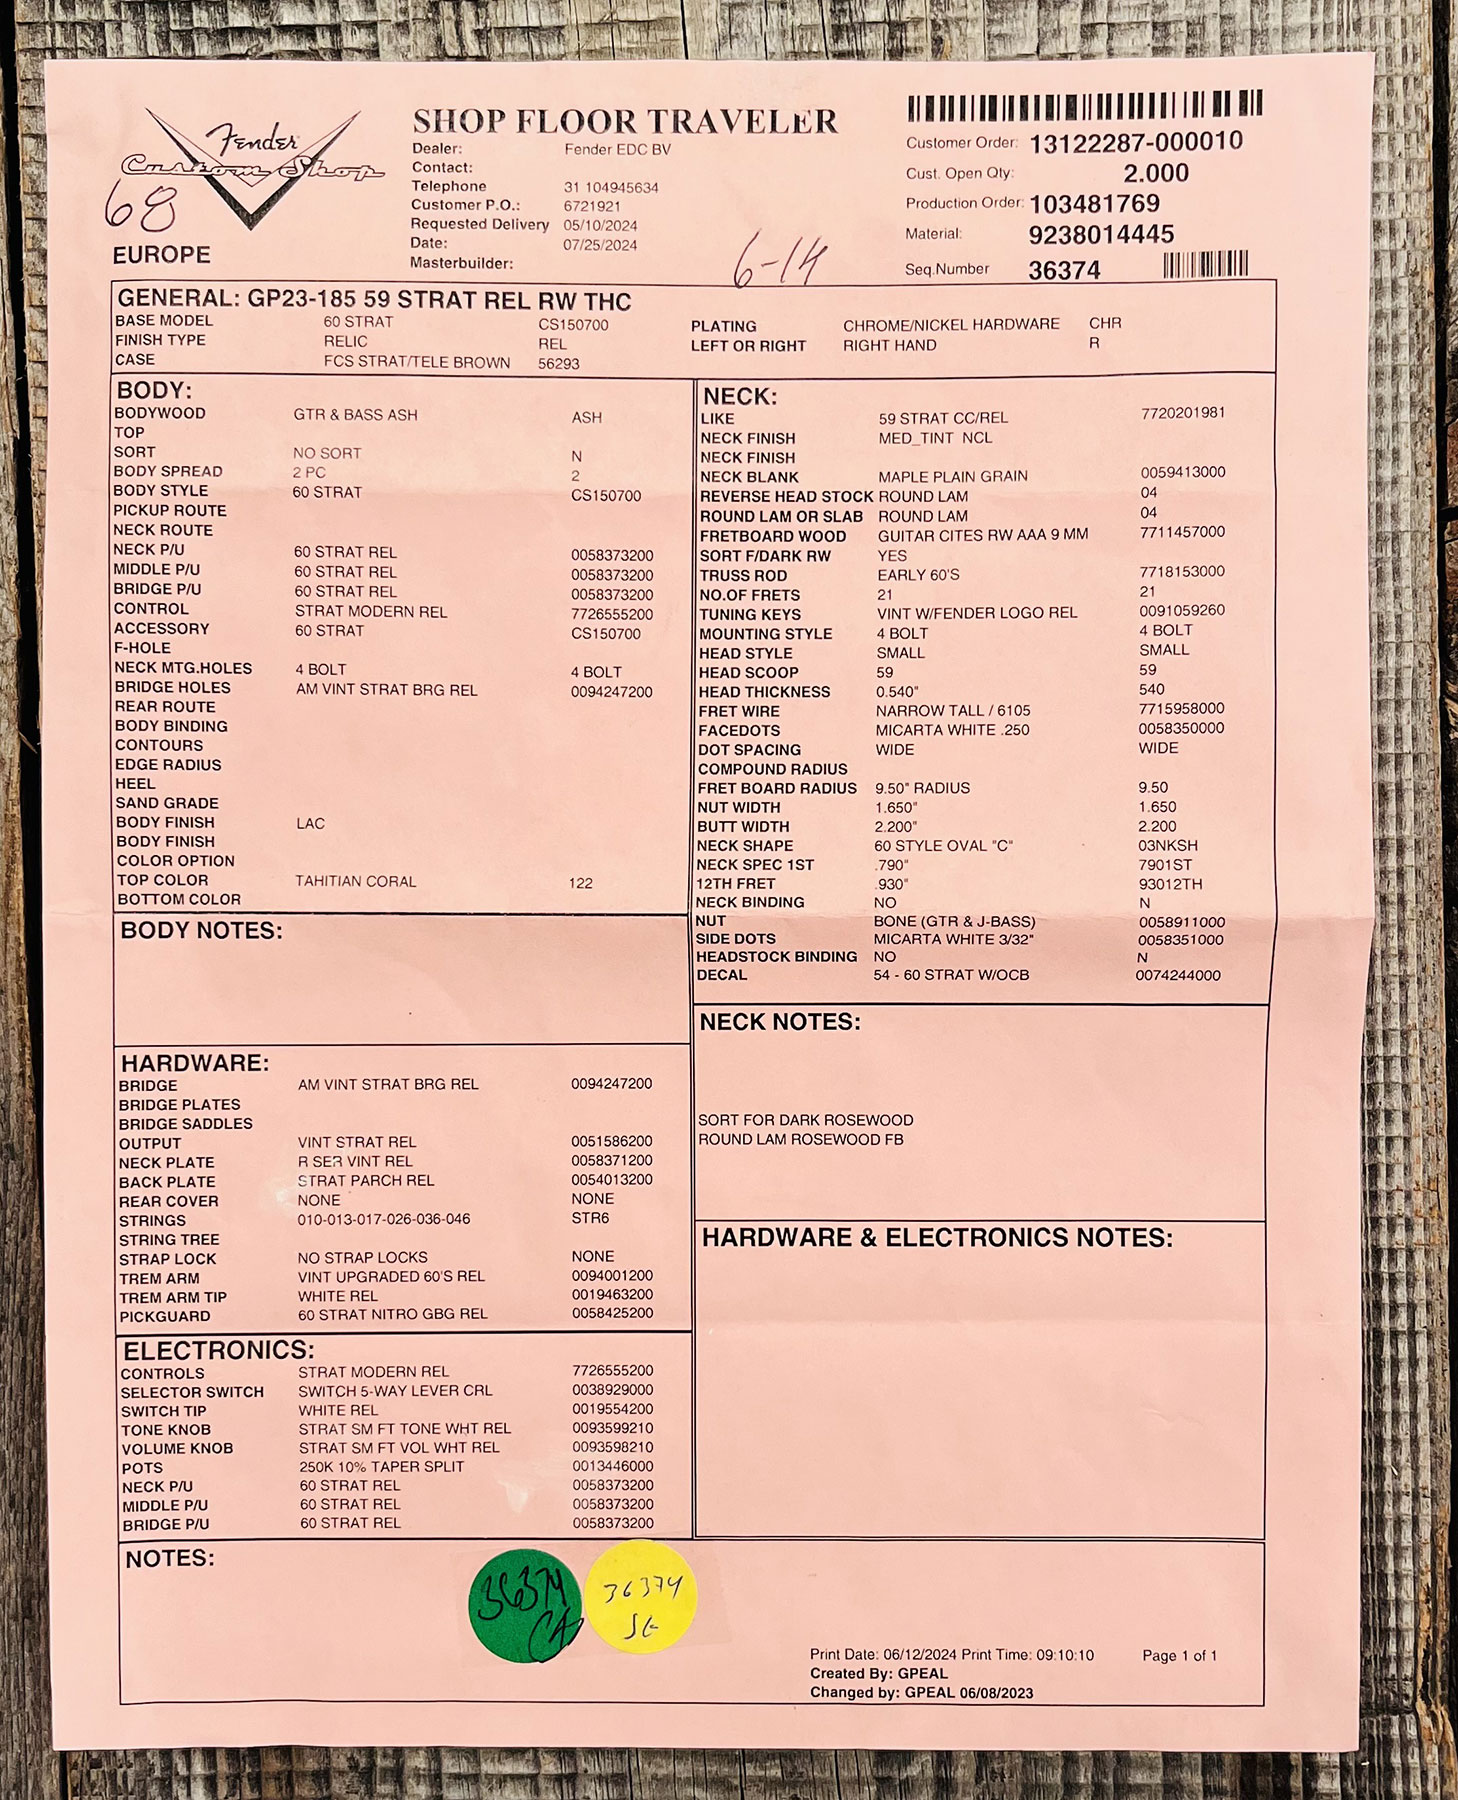 Fender
Custom Shop
68
EUROPE
SHOP FLOOR TRAVELER
Dealer: Fender EDC BV
Contact:
Telephone 31 104945634
Customer P.O.: 6721921
Requested Delivery 05/10/2024
Date: 07/25/2024
Masterbuilder:
6-14
Customer Order: 13122287-000010
Cust. Open Qty: 2.000
Production Order: 103481769
Material: 9238014445
Seq.Number 36374
GENERAL: GP23-185 59 STRAT REL RW THC
BASE MODEL 60 STRAT CS150700
FINISH TYPE RELIC REL
CASE FCS STRAT/TELE BROWN 56293
PLATING CHROME/NICKEL HARDWARE CHR
LEFT OR RIGHT RIGHT HAND R
BODY:
BODYWOOD GTR & BASS ASH ASH
TOP
SORT NO SORT N
BODY SPREAD 2 PC 2
BODY STYLE 60 STRAT CS150700
PICKUP ROUTE
NECK ROUTE
NECK P/U 60 STRAT REL 0058373200
MIDDLE P/U 60 STRAT REL 0058373200
BRIDGE P/U 60 STRAT REL 0058373200
CONTROL STRAT MODERN REL 7726555200
ACCESSORY 60 STRAT CS150700
F-HOLE
NECK MTG.HOLES 4 BOLT 4 BOLT
BRIDGE HOLES AM VINT STRAT BRG REL 0094247200
REAR ROUTE
BODY BINDING
CONTOURS
EDGE RADIUS
HEEL
SAND GRADE
BODY FINISH LAC
BODY FINISH
COLOR OPTION
TOP COLOR TAHITIAN CORAL 122
BOTTOM COLOR
BODY NOTES:
HARDWARE:
BRIDGE AM VINT STRAT BRG REL 0094247200
BRIDGE PLATES
BRIDGE SADDLES
OUTPUT VINT STRAT REL 0051586200
NECK PLATE R SER VINT REL 0058371200
BACK PLATE STRAT PARCH REL 0054013200
REAR COVER NONE NONE
STRINGS 010-013-017-026-036-046 STR6
STRING TREE
STRAP LOCK NO STRAP LOCKS NONE
TREM ARM VINT UPGRADED 60'S REL 0094001200
TREM ARM TIP WHITE REL 0019463200
PICKGUARD 60 STRAT NITRO GBG REL 0058425200
ELECTRONICS:
CONTROLS STRAT MODERN REL 7726555200
SELECTOR SWITCH SWITCH 5-WAY LEVER CRL 0038929000
SWITCH TIP WHITE REL 0019554200
TONE KNOB STRAT SM FT TONE WHT REL 0093599210
VOLUME KNOB STRAT SM FT VOL WHT REL 0093598210
POTS 250K 10% TAPER SPLIT 0013446000
NECK P/U 60 STRAT REL 0058373200
MIDDLE P/U 60 STRAT REL 0058373200
BRIDGE P/U 60 STRAT REL 0058373200
NECK:
LIKE 59 STRAT CC/REL 7720201981
NECK FINISH MED_TINT NCL
NECK FINISH
NECK BLANK MAPLE PLAIN GRAIN 0059413000
REVERSE HEAD STOCK ROUND LAM 04
ROUND LAM OR SLAB ROUND LAM 04
FRETBOARD WOOD GUITAR CITES RW AAA 9 MM 7711457000
SORT F/DARK RW YES
TRUSS ROD EARLY 60'S 7718153000
NO.OF FRETS 21 21
TUNING KEYS VINT W/FENDER LOGO REL 0091059260
MOUNTING STYLE 4 BOLT 4 BOLT
HEAD STYLE SMALL SMALL
HEAD SCOOP 59 59
HEAD THICKNESS 0.540" 540
FRET WIRE NARROW TALL / 6105 7715958000
FACEDOTS MICARTA WHITE .250 0058350000
DOT SPACING WIDE WIDE
COMPOUND RADIUS
FRET BOARD RADIUS 9.50" RADIUS 9.50
NUT WIDTH 1.650" 1.650
BUTT WIDTH 2.200" 2.200
NECK SHAPE 60 STYLE OVAL "C" 03NKSH
NECK SPEC 1ST .790" 7901ST
12TH FRET .930" 93012TH
NECK BINDING NO N
NUT BONE (GTR & J-BASS) 0058911000
SIDE DOTS MICARTA WHITE 3/32" 0058351000
HEADSTOCK BINDING NO N
DECAL 54 - 60 STRAT W/OCB 0074244000
NECK NOTES:
SORT FOR DARK ROSEWOOD
ROUND LAM ROSEWOOD FB
HARDWARE & ELECTRONICS NOTES:
NOTES:
36374
36374
Print Date: 06/12/2024 Print Time: 09:10:10 Page 1 of 1
Created By: GPEAL
Changed by: GPEAL 06/08/2023